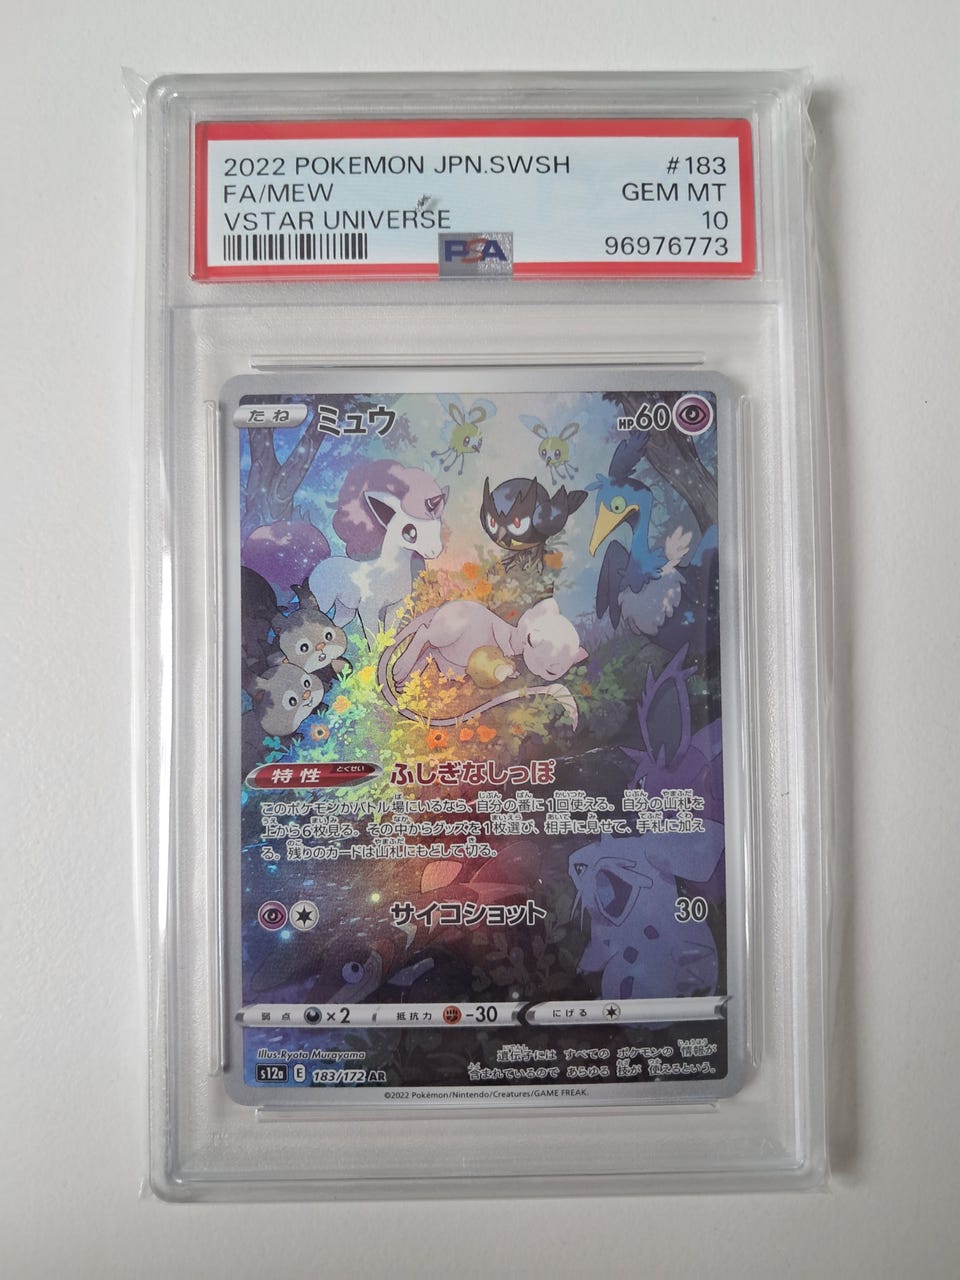 2022 POKEMON JPN.SWSH #183
FA/MEW GEM MT
VSTAR UNIVERSE 10
PSA 96976773
たね ミュウ HP60
特性 とくせい ふしぎなしっぽ
このポケモンがバトル場にいるなら、自分の番に1回使える。自分の山札を
上から6枚見る。その中からグッズを1枚選び、相手に見せて、手札に加え
る。残りのカードは山札にもどして切る。
サイコショット 30
弱点 ×2 抵抗力 -30 にげる
Illus. Ryota Murayama
遺伝子には すべての ポケモンの 情報が
含まれているので あらゆる 技が 使えるという。
s12a E 183/172 AR
©2022 Pokémon/Nintendo/Creatures/GAME FREAK.